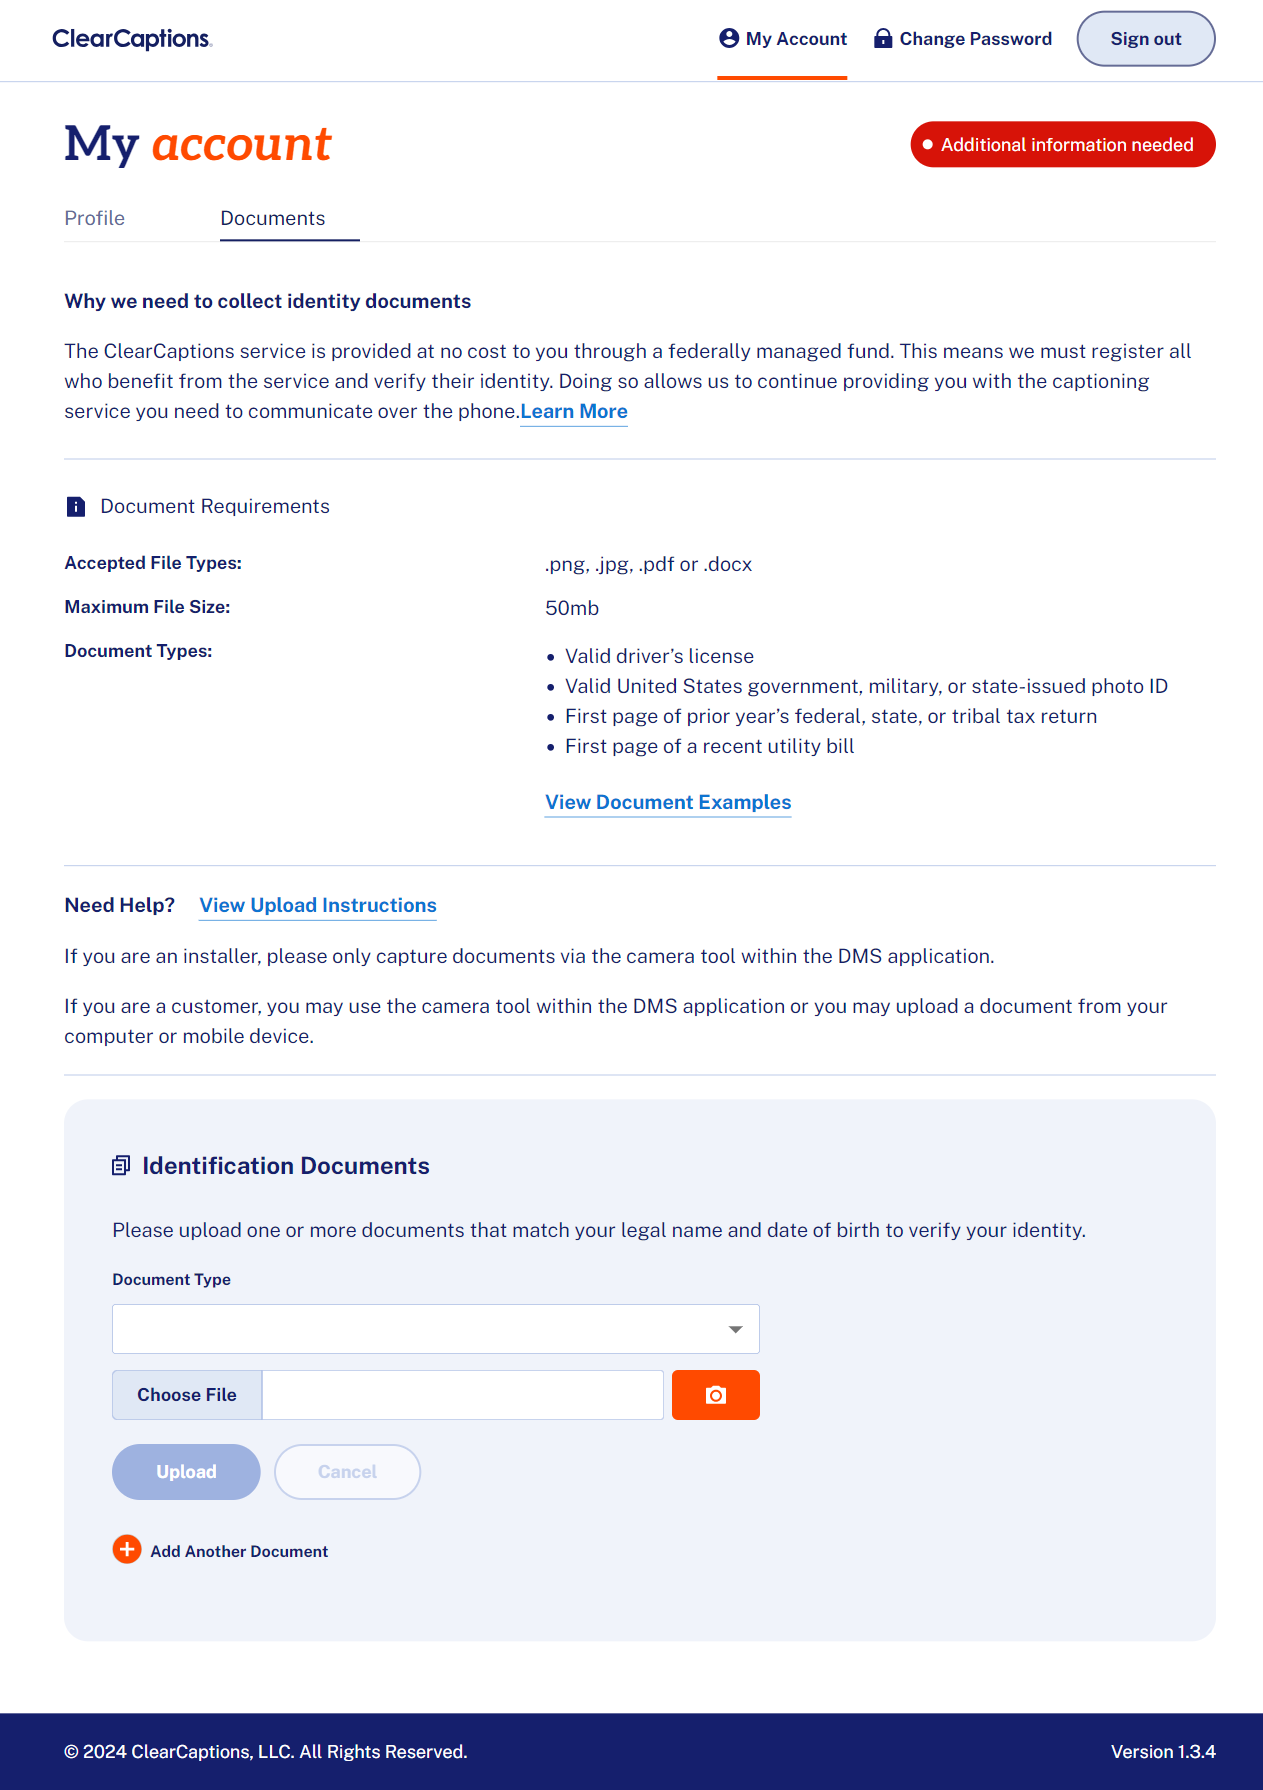 ClearCaptions
My Account
Change Password
Sign out
My account
Additional information needed
Profile
Documents
Why we need to collect identity documents
The ClearCaptions service is provided at no cost to you through a federally managed fund. This means we must register all
who benefit from the service and verify their identity. Doing so allows us to continue providing you with the captioning
service you need to communicate over the phone.Learn More
Document Requirements
Accepted File Types:
.png, .jpg, .pdf or .docx
Maximum File Size:
50mb
Document Types:
• Valid driver’s license
• Valid United States government, military, or state-issued photo ID
• First page of prior year’s federal, state, or tribal tax return
• First page of a recent utility bill
View Document Examples
Need Help? View Upload Instructions
If you are an installer, please only capture documents via the camera tool within the DMS application.
If you are a customer, you may use the camera tool within the DMS application or you may upload a document from your
computer or mobile device.
Identification Documents
Please upload one or more documents that match your legal name and date of birth to verify your identity.
Document Type
Choose File
Upload
Cancel
Add Another Document
© 2024 ClearCaptions, LLC. All Rights Reserved.
Version 1.3.4